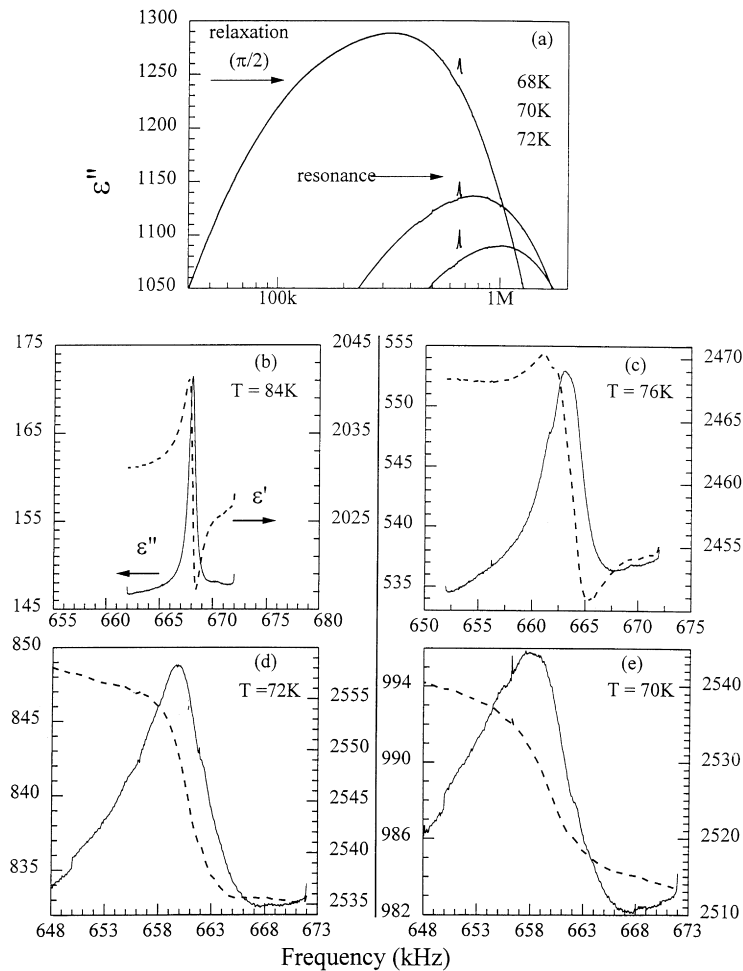 1300
relaxation
(a)
(π/2)
1250
68K
70K
1200
72K
ε"
1150
resonance
1100
1050
100k
1M
175
2045
555
2470
(b)
(c)
T = 84K
T = 76K
550
165
2035
2465
545
2460
ε'
155
2025
540
ε"
2455
535
145
655 660 665 670 675 680
650 655 660 665 670 675
850
(d)
(e)
T =72K
994
T = 70K
2540
2555
845
2550
990
2530
840
2545
986
2520
835
2540
2535
982
2510
648 653 658 663 668 673
648 653 658 663 668 673
Frequency (kHz)